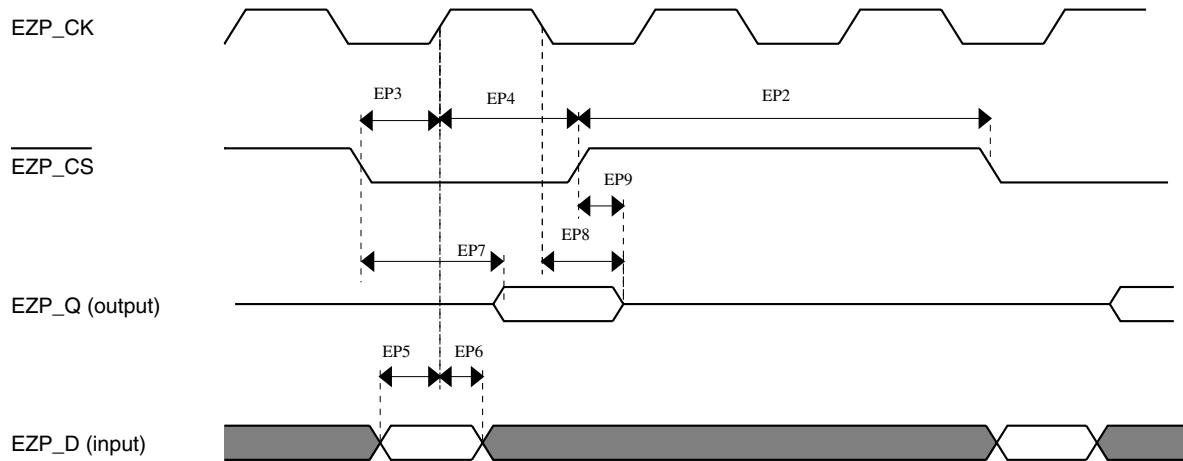 EZP_CK
EP3
EP4
EP2
EZP_CS
EP9
EP8
EP7
EZP_Q (output)
EP5
EP6
EZP_D (input)